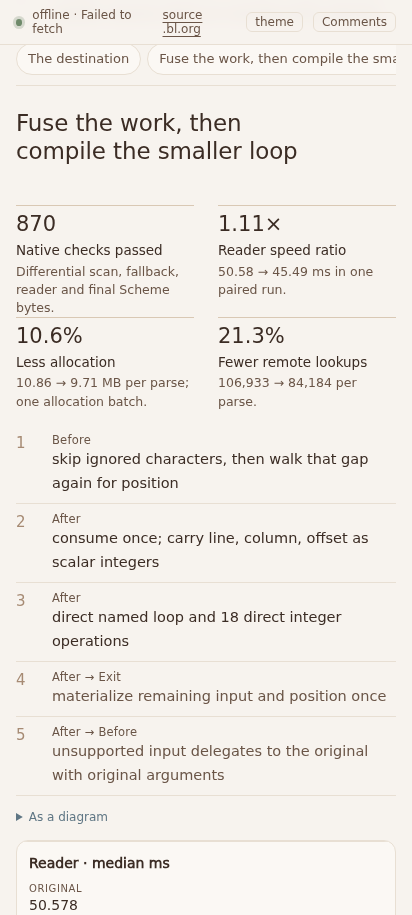 offline · Failed to fetch
source .bl.org
theme
Comments
The destination
Fuse the work, then compile the sma
Fuse the work, then
compile the smaller loop
870
Native checks passed
Differential scan, fallback,
reader and final Scheme
bytes.
1.11×
Reader speed ratio
50.58 → 45.49 ms in one
paired run.
10.6%
Less allocation
10.86 → 9.71 MB per parse;
one allocation batch.
21.3%
Fewer remote lookups
106,933 → 84,184 per
parse.
1
Before
skip ignored characters, then walk that gap
again for position
2
After
consume once; carry line, column, offset as
scalar integers
3
After
direct named loop and 18 direct integer
operations
4
After → Exit
materialize remaining input and position once
5
After → Before
unsupported input delegates to the original
with original arguments
As a diagram
Reader · median ms
ORIGINAL
50.578